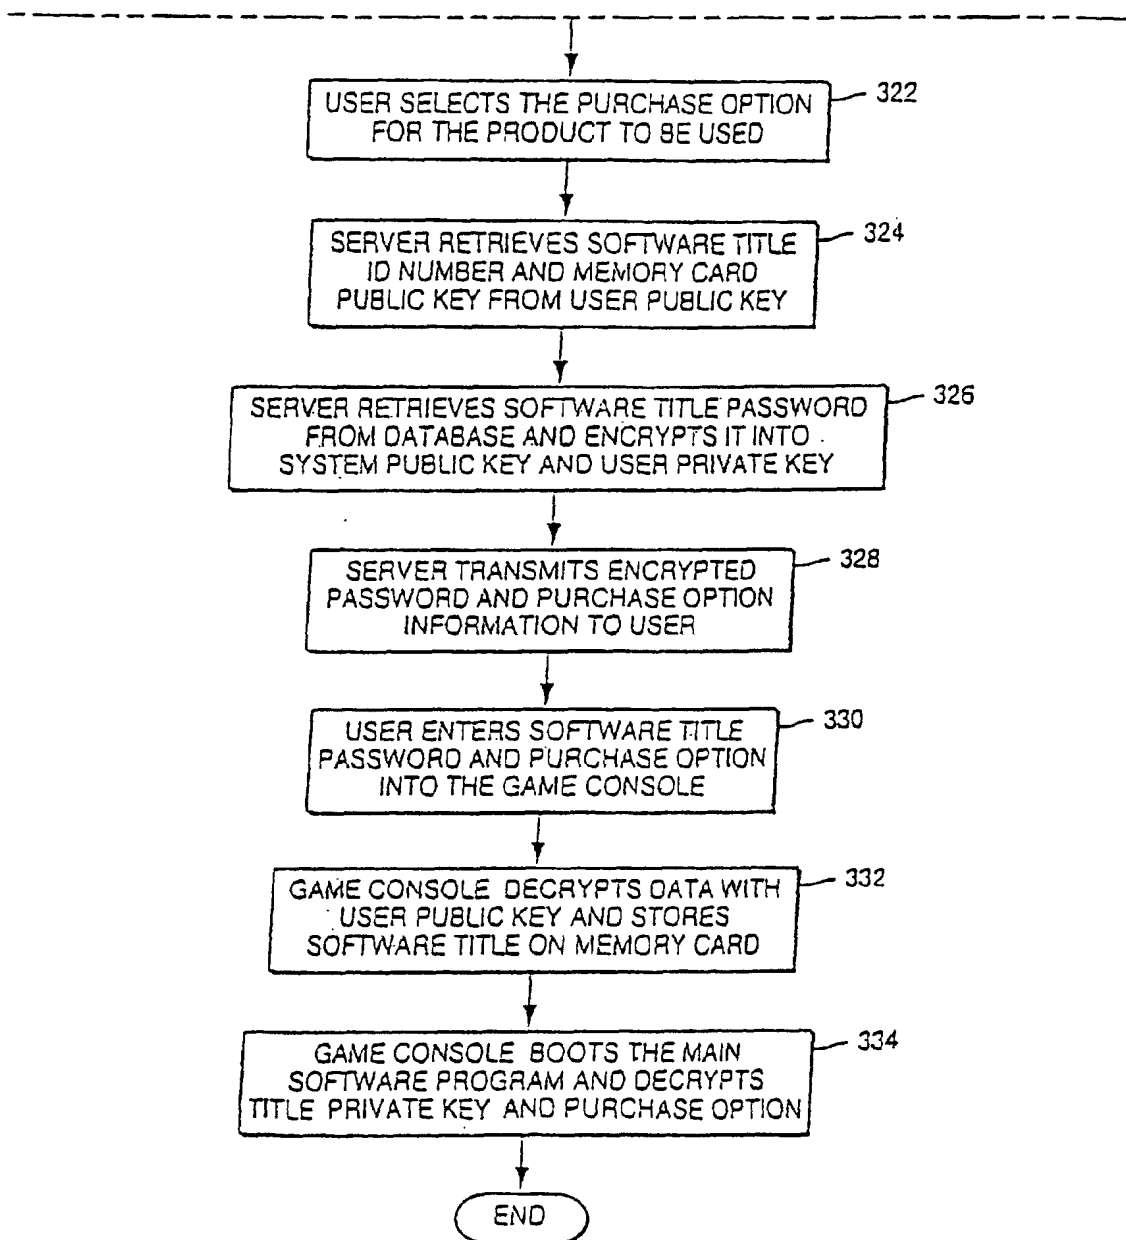 USER SELECTS THE PURCHASE OPTION
FOR THE PRODUCT TO BE USED
322
SERVER RETRIEVES SOFTWARE TITLE
ID NUMBER AND MEMORY CARD
PUBLIC KEY FROM USER PUBLIC KEY
324
SERVER RETRIEVES SOFTWARE TITLE PASSWORD
FROM DATABASE AND ENCRYPTS IT INTO
SYSTEM PUBLIC KEY AND USER PRIVATE KEY
326
SERVER TRANSMITS ENCRYPTED
PASSWORD AND PURCHASE OPTION
INFORMATION TO USER
328
USER ENTERS SOFTWARE TITLE
PASSWORD AND PURCHASE OPTION
INTO THE GAME CONSOLE
330
GAME CONSOLE DECRYPTS DATA WITH
USER PUBLIC KEY AND STORES
SOFTWARE TITLE ON MEMORY CARD
332
GAME CONSOLE BOOTS THE MAIN
SOFTWARE PROGRAM AND DECRYPTS
TITLE PRIVATE KEY AND PURCHASE OPTION
334
END